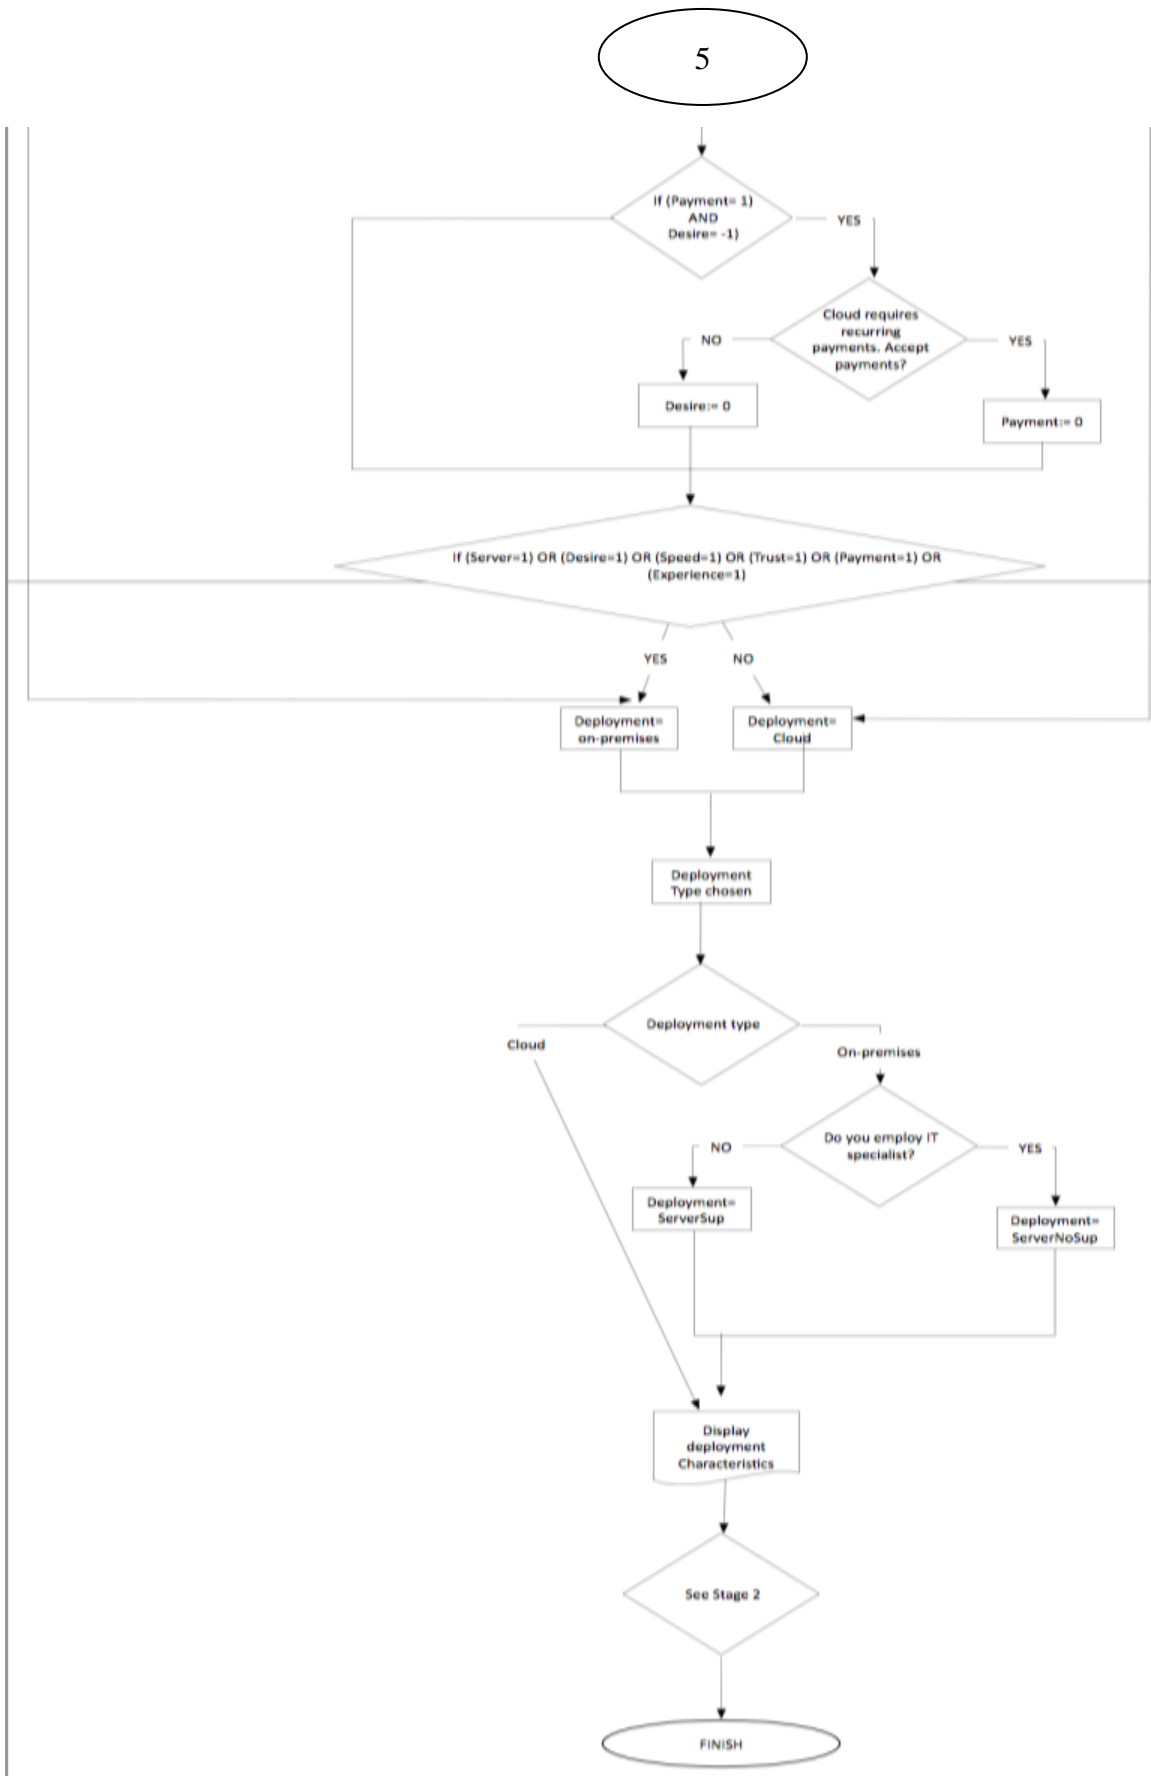 5
If (Payment= 1)
AND
Desire= -1)
YES
Cloud requires
recurring
payments. Accept
payments?
NO
YES
Desire:= 0
Payment:= 0
If (Server=1) OR (Desire=1) OR (Speed=1) OR (Trust=1) OR (Payment=1) OR
(Experience=1)
YES
NO
Deployment=
on-premises
Deployment=
Cloud
Deployment
Type chosen
Deployment type
Cloud
On-premises
Do you employ IT
specialist?
NO
YES
Deployment=
ServerSup
Deployment=
ServerNoSup
Display
deployment
Characteristics
See Stage 2
FINISH